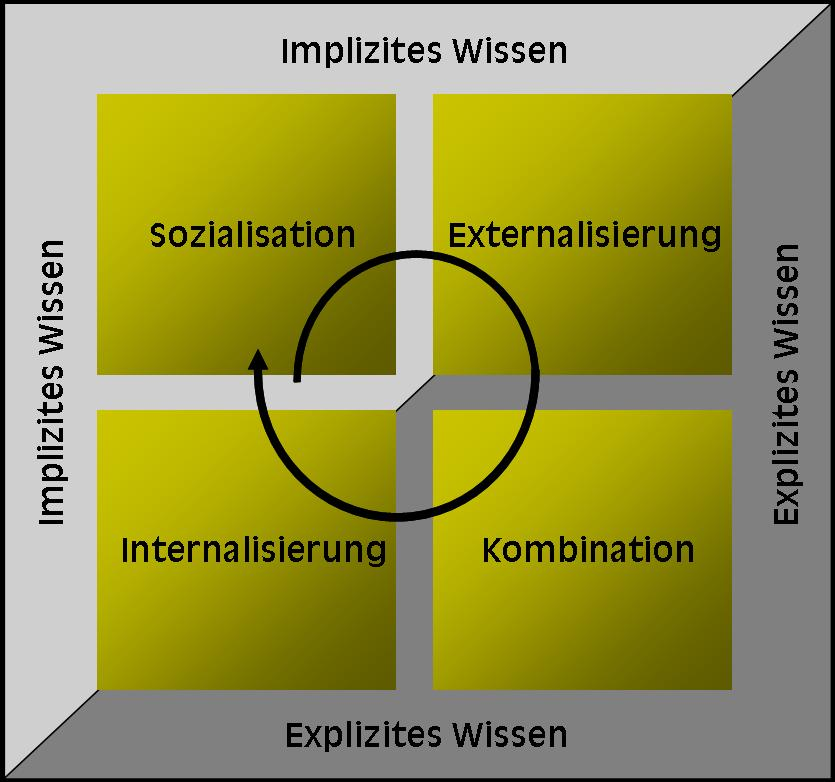 Implizites Wissen
Sozialisation
Externalisierung
Implizites Wissen
Explizites Wissen
Internalisierung
Kombination
Explizites Wissen